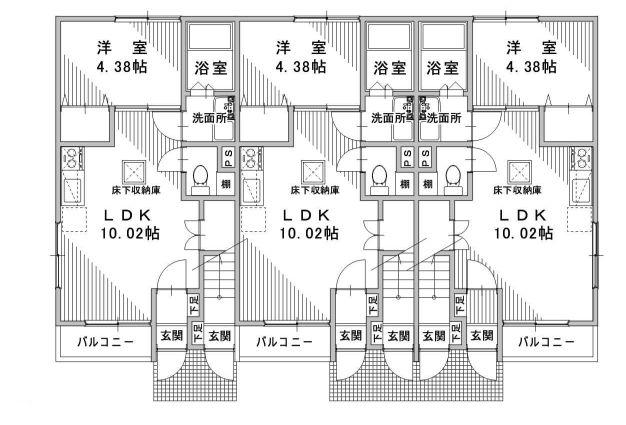 洋室
4.38帖
浴室
洋室
4.38帖
浴室
浴室
洋室
4.38帖
洗面所
洗面所
洗面所
PS
PS
PS
棚
棚
棚
床下収納庫
床下収納庫
床下収納庫
LDK
10.02帖
LDK
10.02帖
LDK
10.02帖
下足
下足
下足
下足
下足
下足
玄関
玄関
玄関
玄関
玄関
玄関
バルコニー
バルコニー
バルコニー